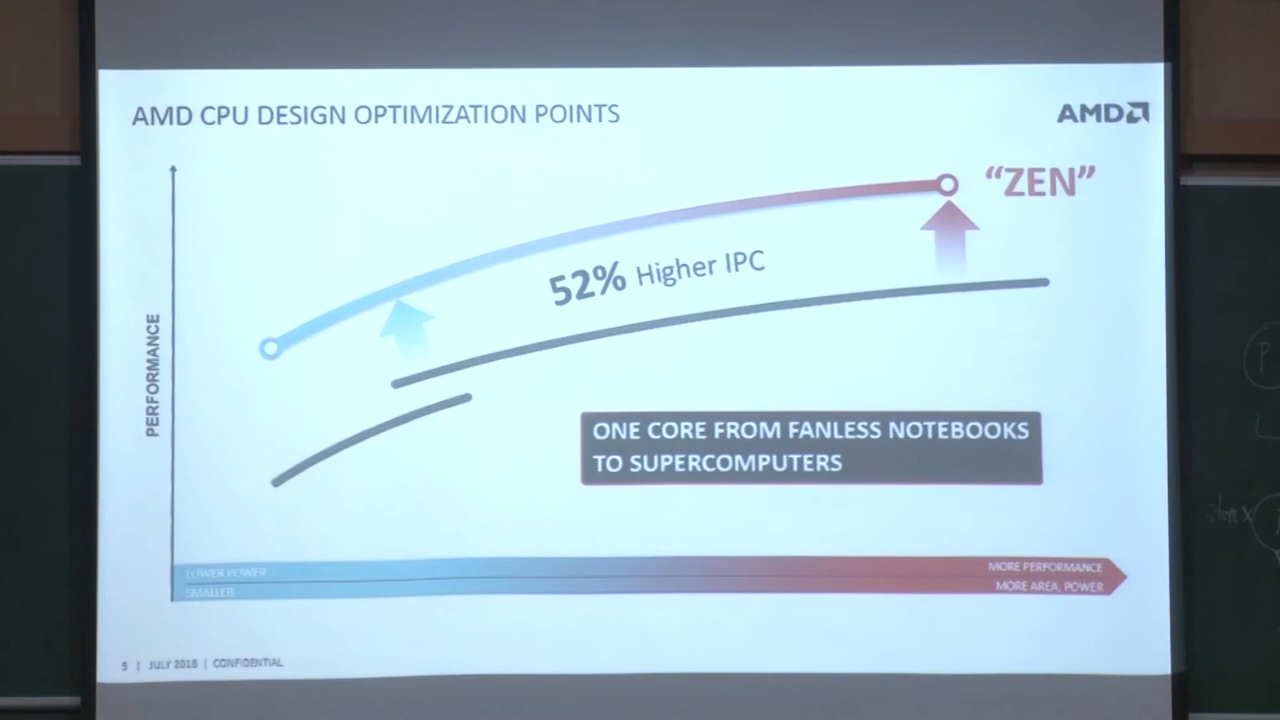 AMD CPU DESIGN OPTIMIZATION POINTS
AMD
“ZEN”
52% Higher IPC
PERFORMANCE
ONE CORE FROM FANLESS NOTEBOOKS
TO SUPERCOMPUTERS
LOWER POWER
MORE PERFORMANCE
SMALLER
MORE AREA, POWER
5 | JULY 2018 | CONFIDENTIAL
P